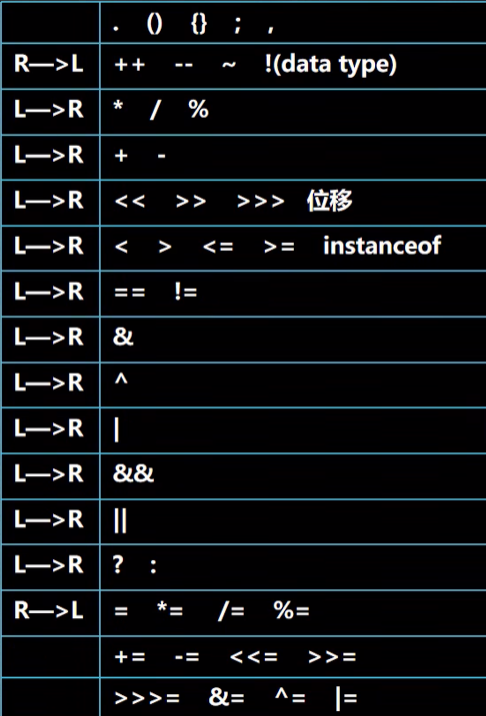 . () {} ; ,
R—>L ++ -- ~ !(data type)
L—>R * / %
L—>R + -
L—>R << >> >>> 位移
L—>R < > <= >= instanceof
L—>R == !=
L—>R &
L—>R ^
L—>R |
L—>R &&
L—>R ||
L—>R ? :
R—>L = *= /= %=
+= -= <<= >>=
>>>= &= ^= |=